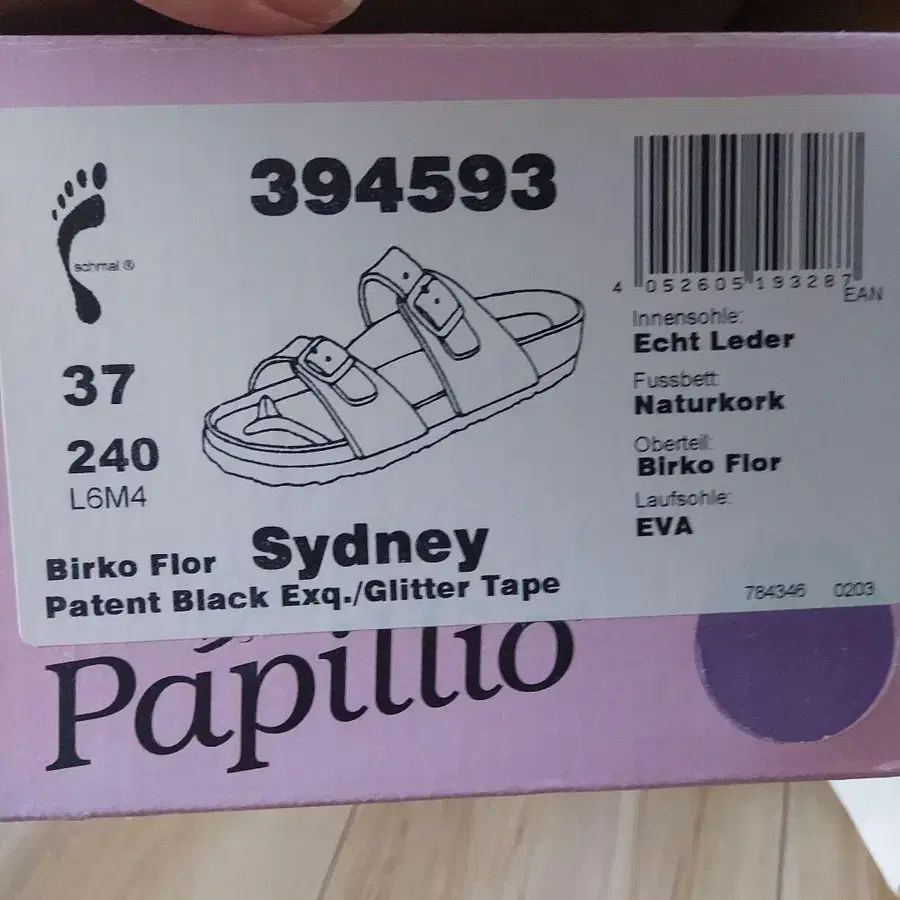 394593
schmal ®
37
240
L6M4
Birko Flor Sydney
Patent Black Exq./Glitter Tape
4 052605 193287
EAN
Innensohle:
Echt Leder
Fussbett:
Naturkork
Oberteil:
Birko Flor
Laufsohle:
EVA
784346 0203
Papillio